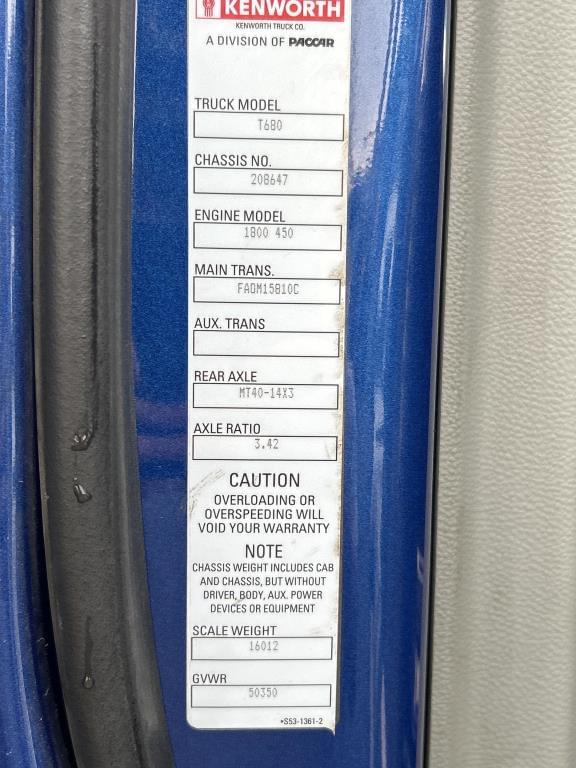 KENWORTH
KENWORTH TRUCK CO.
A DIVISION OF PACCAR
TRUCK MODEL
T680
CHASSIS NO.
208647
ENGINE MODEL
1800 450
MAIN TRANS.
FAOM15810C
AUX. TRANS
REAR AXLE
MT40-14X3
AXLE RATIO
3.42
CAUTION
OVERLOADING OR
OVERSPEEDING WILL
VOID YOUR WARRANTY
NOTE
CHASSIS WEIGHT INCLUDES CAB
AND CHASSIS, BUT WITHOUT
DRIVER, BODY, AUX. POWER
DEVICES OR EQUIPMENT
SCALE WEIGHT
16012
GVWR
50350
*S53-1361-2